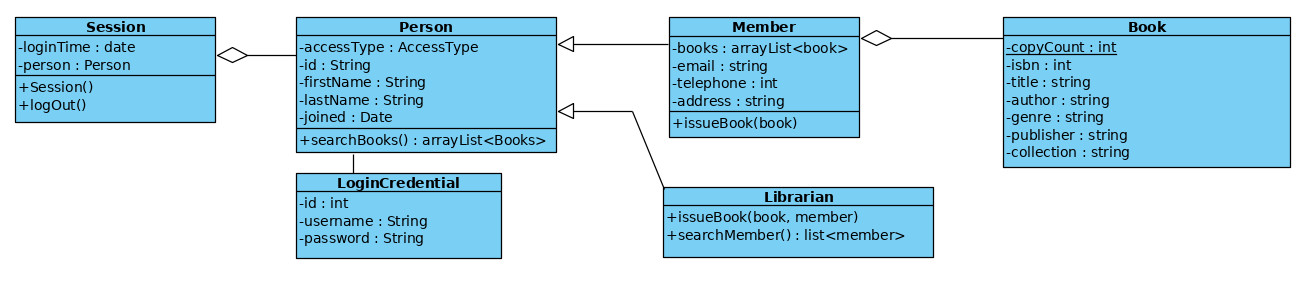 Session
-loginTime : date
-person : Person
+Session()
+logOut()
Person
-accessType : AccessType
-id : String
-firstName : String
-lastName : String
-joined : Date
+searchBooks() : arrayList<Books>
Member
-books : arrayList<book>
-email : string
-telephone : int
-address : string
+issueBook(book)
Book
-copyCount : int
-isbn : int
-title : string
-author : string
-genre : string
-publisher : string
-collection : string
LoginCredential
-id : int
-username : String
-password : String
Librarian
+issueBook(book, member)
+searchMember() : list<member>